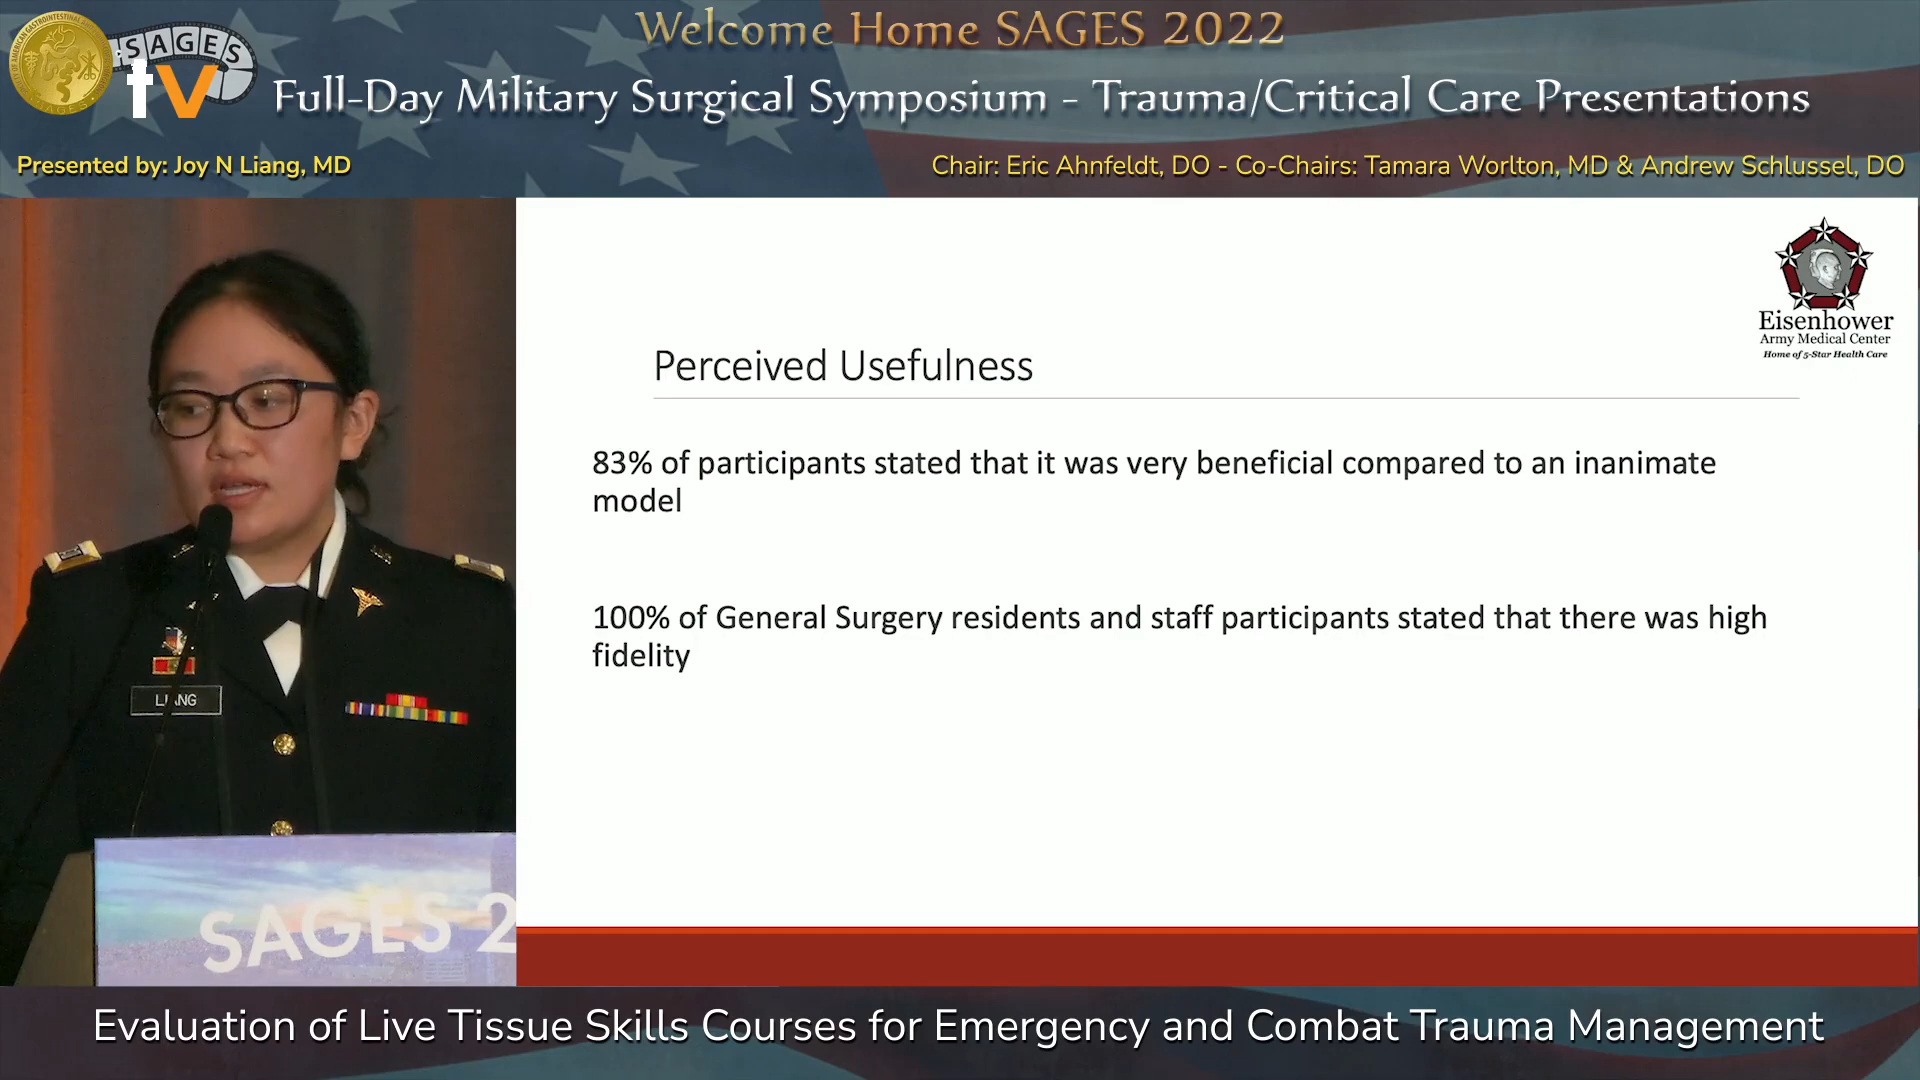 Welcome Home SAGES 2022
SAGES
tv
Full-Day Military Surgical Symposium - Trauma/Critical Care Presentations
Presented by: Joy N Liang, MD
Chair: Eric Ahnfeldt, DO - Co-Chairs: Tamara Worlton, MD & Andrew Schlussel, DO
Eisenhower
Army Medical Center
Home of 5-Star Health Care
Perceived Usefulness
83% of participants stated that it was very beneficial compared to an inanimate
model
100% of General Surgery residents and staff participants stated that there was high
fidelity
LIANG
SAGES 2
Evaluation of Live Tissue Skills Courses for Emergency and Combat Trauma Management